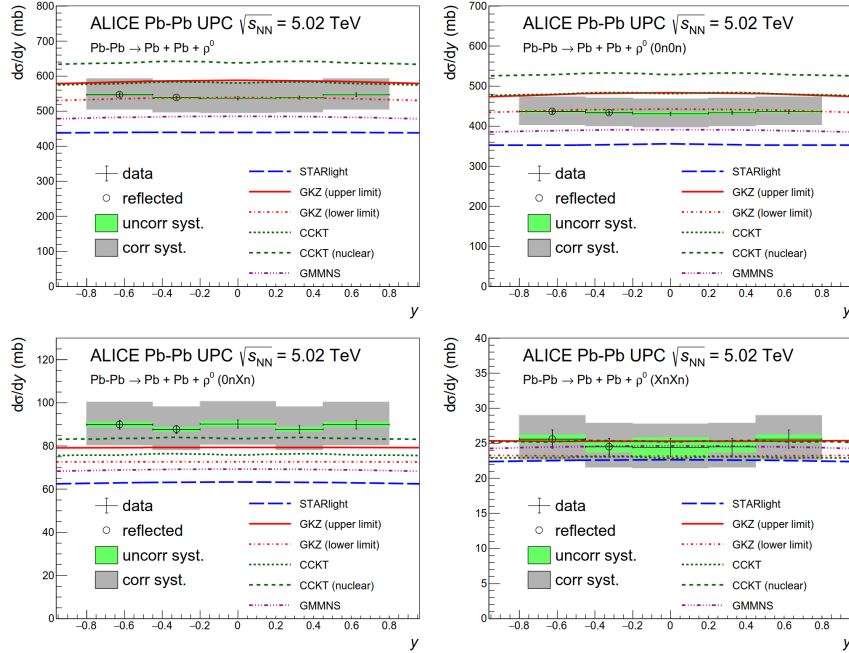 ALICE Pb-Pb UPC √sNN = 5.02 TeV
Pb-Pb → Pb + Pb + ρ0
dσ/dy (mb)
800
700
600
500
400
300
200
100
0
data
reflected
uncorr syst.
corr syst.
STARlight
GKZ (upper limit)
GKZ (lower limit)
CCKT
CCKT (nuclear)
GMMNS
−0.8 −0.6 −0.4 −0.2 0 0.2 0.4 0.6 0.8
y
ALICE Pb-Pb UPC √sNN = 5.02 TeV
Pb-Pb → Pb + Pb + ρ0 (0n0n)
dσ/dy (mb)
700
600
500
400
300
200
100
0
data
reflected
uncorr syst.
corr syst.
STARlight
GKZ (upper limit)
GKZ (lower limit)
CCKT
CCKT (nuclear)
GMMNS
−0.8 −0.6 −0.4 −0.2 0 0.2 0.4 0.6 0.8
y
ALICE Pb-Pb UPC √sNN = 5.02 TeV
Pb-Pb → Pb + Pb + ρ0 (0nXn)
dσ/dy (mb)
120
100
80
60
40
20
0
data
reflected
uncorr syst.
corr syst.
STARlight
GKZ (upper limit)
GKZ (lower limit)
CCKT
CCKT (nuclear)
GMMNS
−0.8 −0.6 −0.4 −0.2 0 0.2 0.4 0.6 0.8
y
ALICE Pb-Pb UPC √sNN = 5.02 TeV
Pb-Pb → Pb + Pb + ρ0 (XnXn)
dσ/dy (mb)
40
35
30
25
20
15
10
5
0
data
reflected
uncorr syst.
corr syst.
STARlight
GKZ (upper limit)
GKZ (lower limit)
CCKT
CCKT (nuclear)
GMMNS
−0.8 −0.6 −0.4 −0.2 0 0.2 0.4 0.6 0.8
y